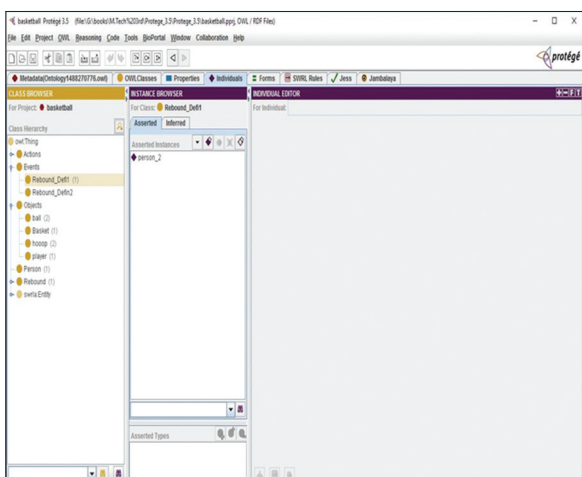 basketball Protégé 3.5 (file:\G:\books\M.Tech%203rd\Protege_3.5\Protege_3.5\basketball.pprj, OWL / RDF Files)
File Edit Project OWL Reasoning Code Tools BioPortal Window Collaboration Help
protégé
Metadata(Ontology1488270776.owl) OWLClasses Properties Individuals Forms SWRL Rules Jess Jambalaya
CLASS BROWSER
For Project: basketball
Class Hierarchy
owl:Thing
Actions
Events
Rebound_Defi1 (1)
Rebound_Defin2
Objects
ball (2)
Basket (1)
hooop (2)
player (1)
Person (1)
Rebound (1)
swrla:Entity
INSTANCE BROWSER
For Class: Rebound_Defi1
Asserted Inferred
Asserted Instances
person_2
Asserted Types
INDIVIDUAL EDITOR
For Individual: